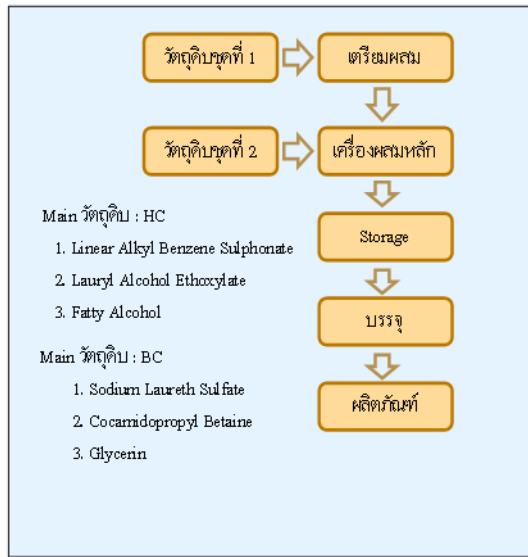 วัตถุดิบชุดที่ 1
เตรียมผสม
วัตถุดิบชุดที่ 2
เครื่องผสมหลัก
Storage
บรรจุ
ผลิตภัณฑ์
Main วัตถุดิบ : HC
1. Linear Alkyl Benzene Sulphonate
2. Lauryl Alcohol Ethoxylate
3. Fatty Alcohol
Main วัตถุดิบ : BC
1. Sodium Laureth Sulfate
2. Cocamidopropyl Betaine
3. Glycerin